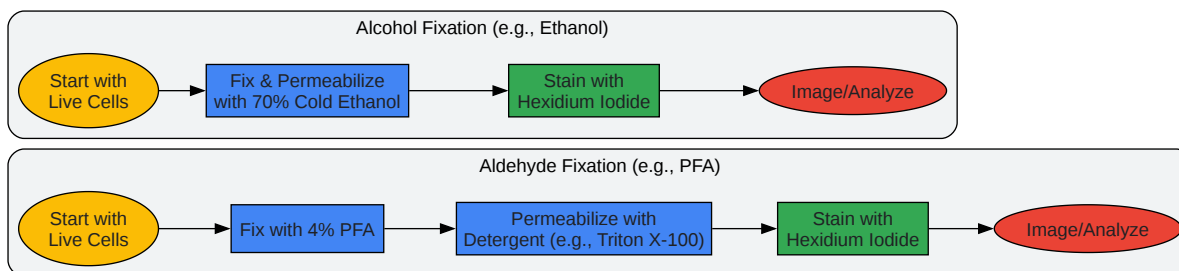 Alcohol Fixation (e.g., Ethanol)
Start with
Live Cells
Fix & Permeabilize
with 70% Cold Ethanol
Stain with
Hexidium Iodide
Image/Analyze
Aldehyde Fixation (e.g., PFA)
Start with
Live Cells
Fix with 4% PFA
Permeabilize with
Detergent (e.g., Triton X-100)
Stain with
Hexidium Iodide
Image/Analyze